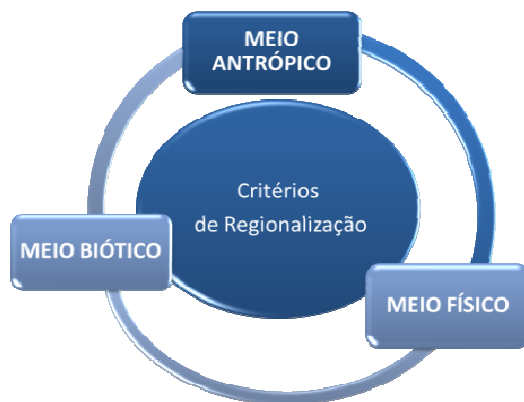 MEIO
ANTRÓPICO
Critérios
de Regionalização
MEIO BIÓTICO
MEIO FÍSICO